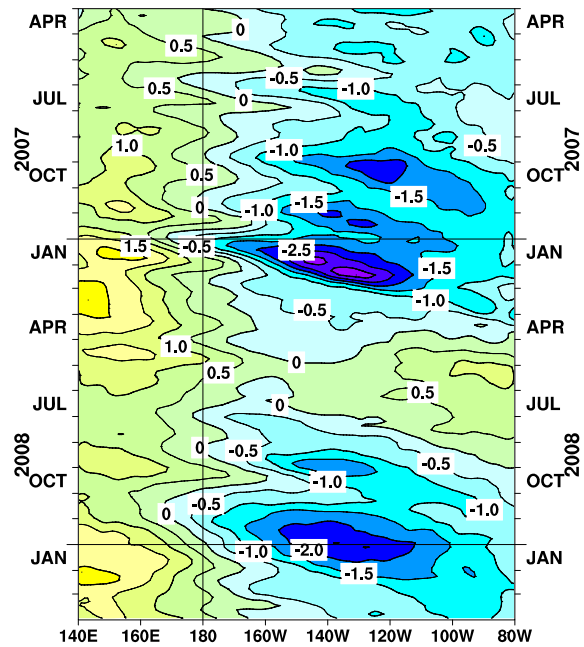 APR 0 APR
0.5
0.5 -0.5 -1.0
JUL 0 JUL
2007 1.0 -1.0 -0.5 2007
OCT 0.5 OCT
0 -1.0 -1.5 -1.5
JAN 1.5 -0.5 -2.5 JAN
-1.5
-0.5 -1.0
APR APR
1.0 0
0.5 0.5
JUL 0 JUL
2008 0 -0.5 -0.5 2008
OCT -1.0 OCT
0 -0.5 -1.0
JAN -1.0 -2.0 JAN
-1.5
140E 160E 180 160W 140W 120W 100W 80W